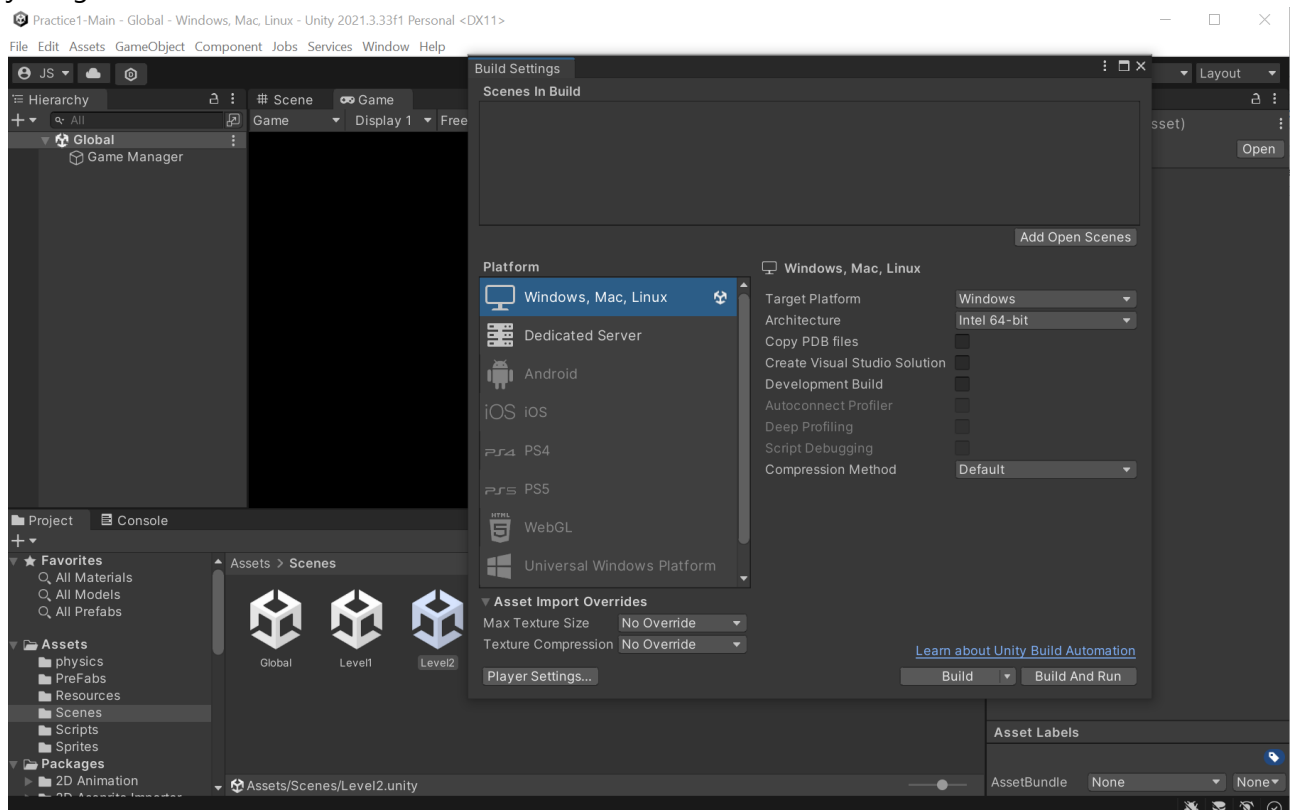 Practice1-Main - Global - Windows, Mac, Linux - Unity 2021.3.33f1 Personal <DX11>
File Edit Assets GameObject Component Jobs Services Window Help
JS
Layout
Hierarchy
All
Global
Game Manager
Scene
Game
Game
Display 1
Free
Build Settings
Scenes In Build
Add Open Scenes
Platform
Windows, Mac, Linux
Dedicated Server
Android
iOS iOS
PS4 PS4
PS5 PS5
HTML 5 WebGL
Universal Windows Platform
Windows, Mac, Linux
Target Platform Windows
Architecture Intel 64-bit
Copy PDB files
Create Visual Studio Solution
Development Build
Autoconnect Profiler
Deep Profiling
Script Debugging
Compression Method Default
Asset Import Overrides
Max Texture Size No Override
Texture Compression No Override
Player Settings...
Learn about Unity Build Automation
Build
Build And Run
sset)
Open
Project
Console
Favorites
All Materials
All Models
All Prefabs
Assets
physics
PreFabs
Resources
Scenes
Scripts
Sprites
Packages
2D Animation
Assets > Scenes
Global
Level1
Level2
Assets/Scenes/Level2.unity
Asset Labels
AssetBundle None None